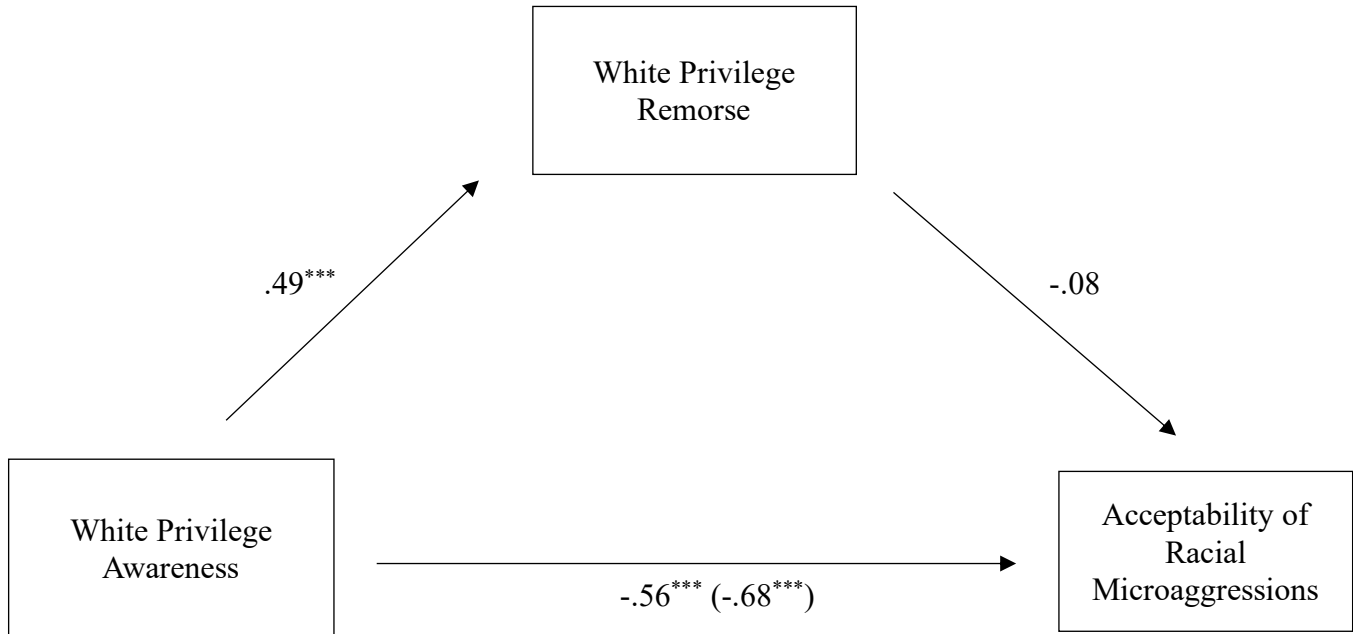 White Privilege
Remorse
.49***
-.08
White Privilege
Awareness
-.56*** (-.68***)
Acceptability of
Racial
Microaggressions